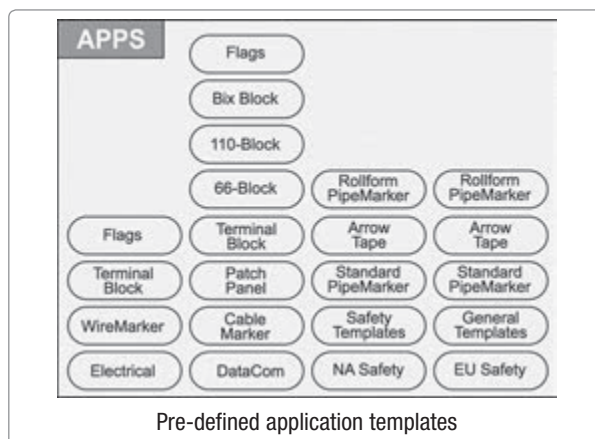 APPS
Flags
Bix Block
110-Block
66-Block
Rollform
PipeMarker
Rollform
PipeMarker
Flags
Terminal
Block
Arrow
Tape
Arrow
Tape
Terminal
Block
Patch
Panel
Standard
PipeMarker
Standard
PipeMarker
WireMarker
Cable
Marker
Safety
Templates
General
Templates
Electrical
DataCom
NA Safety
EU Safety
Pre-defined application templates